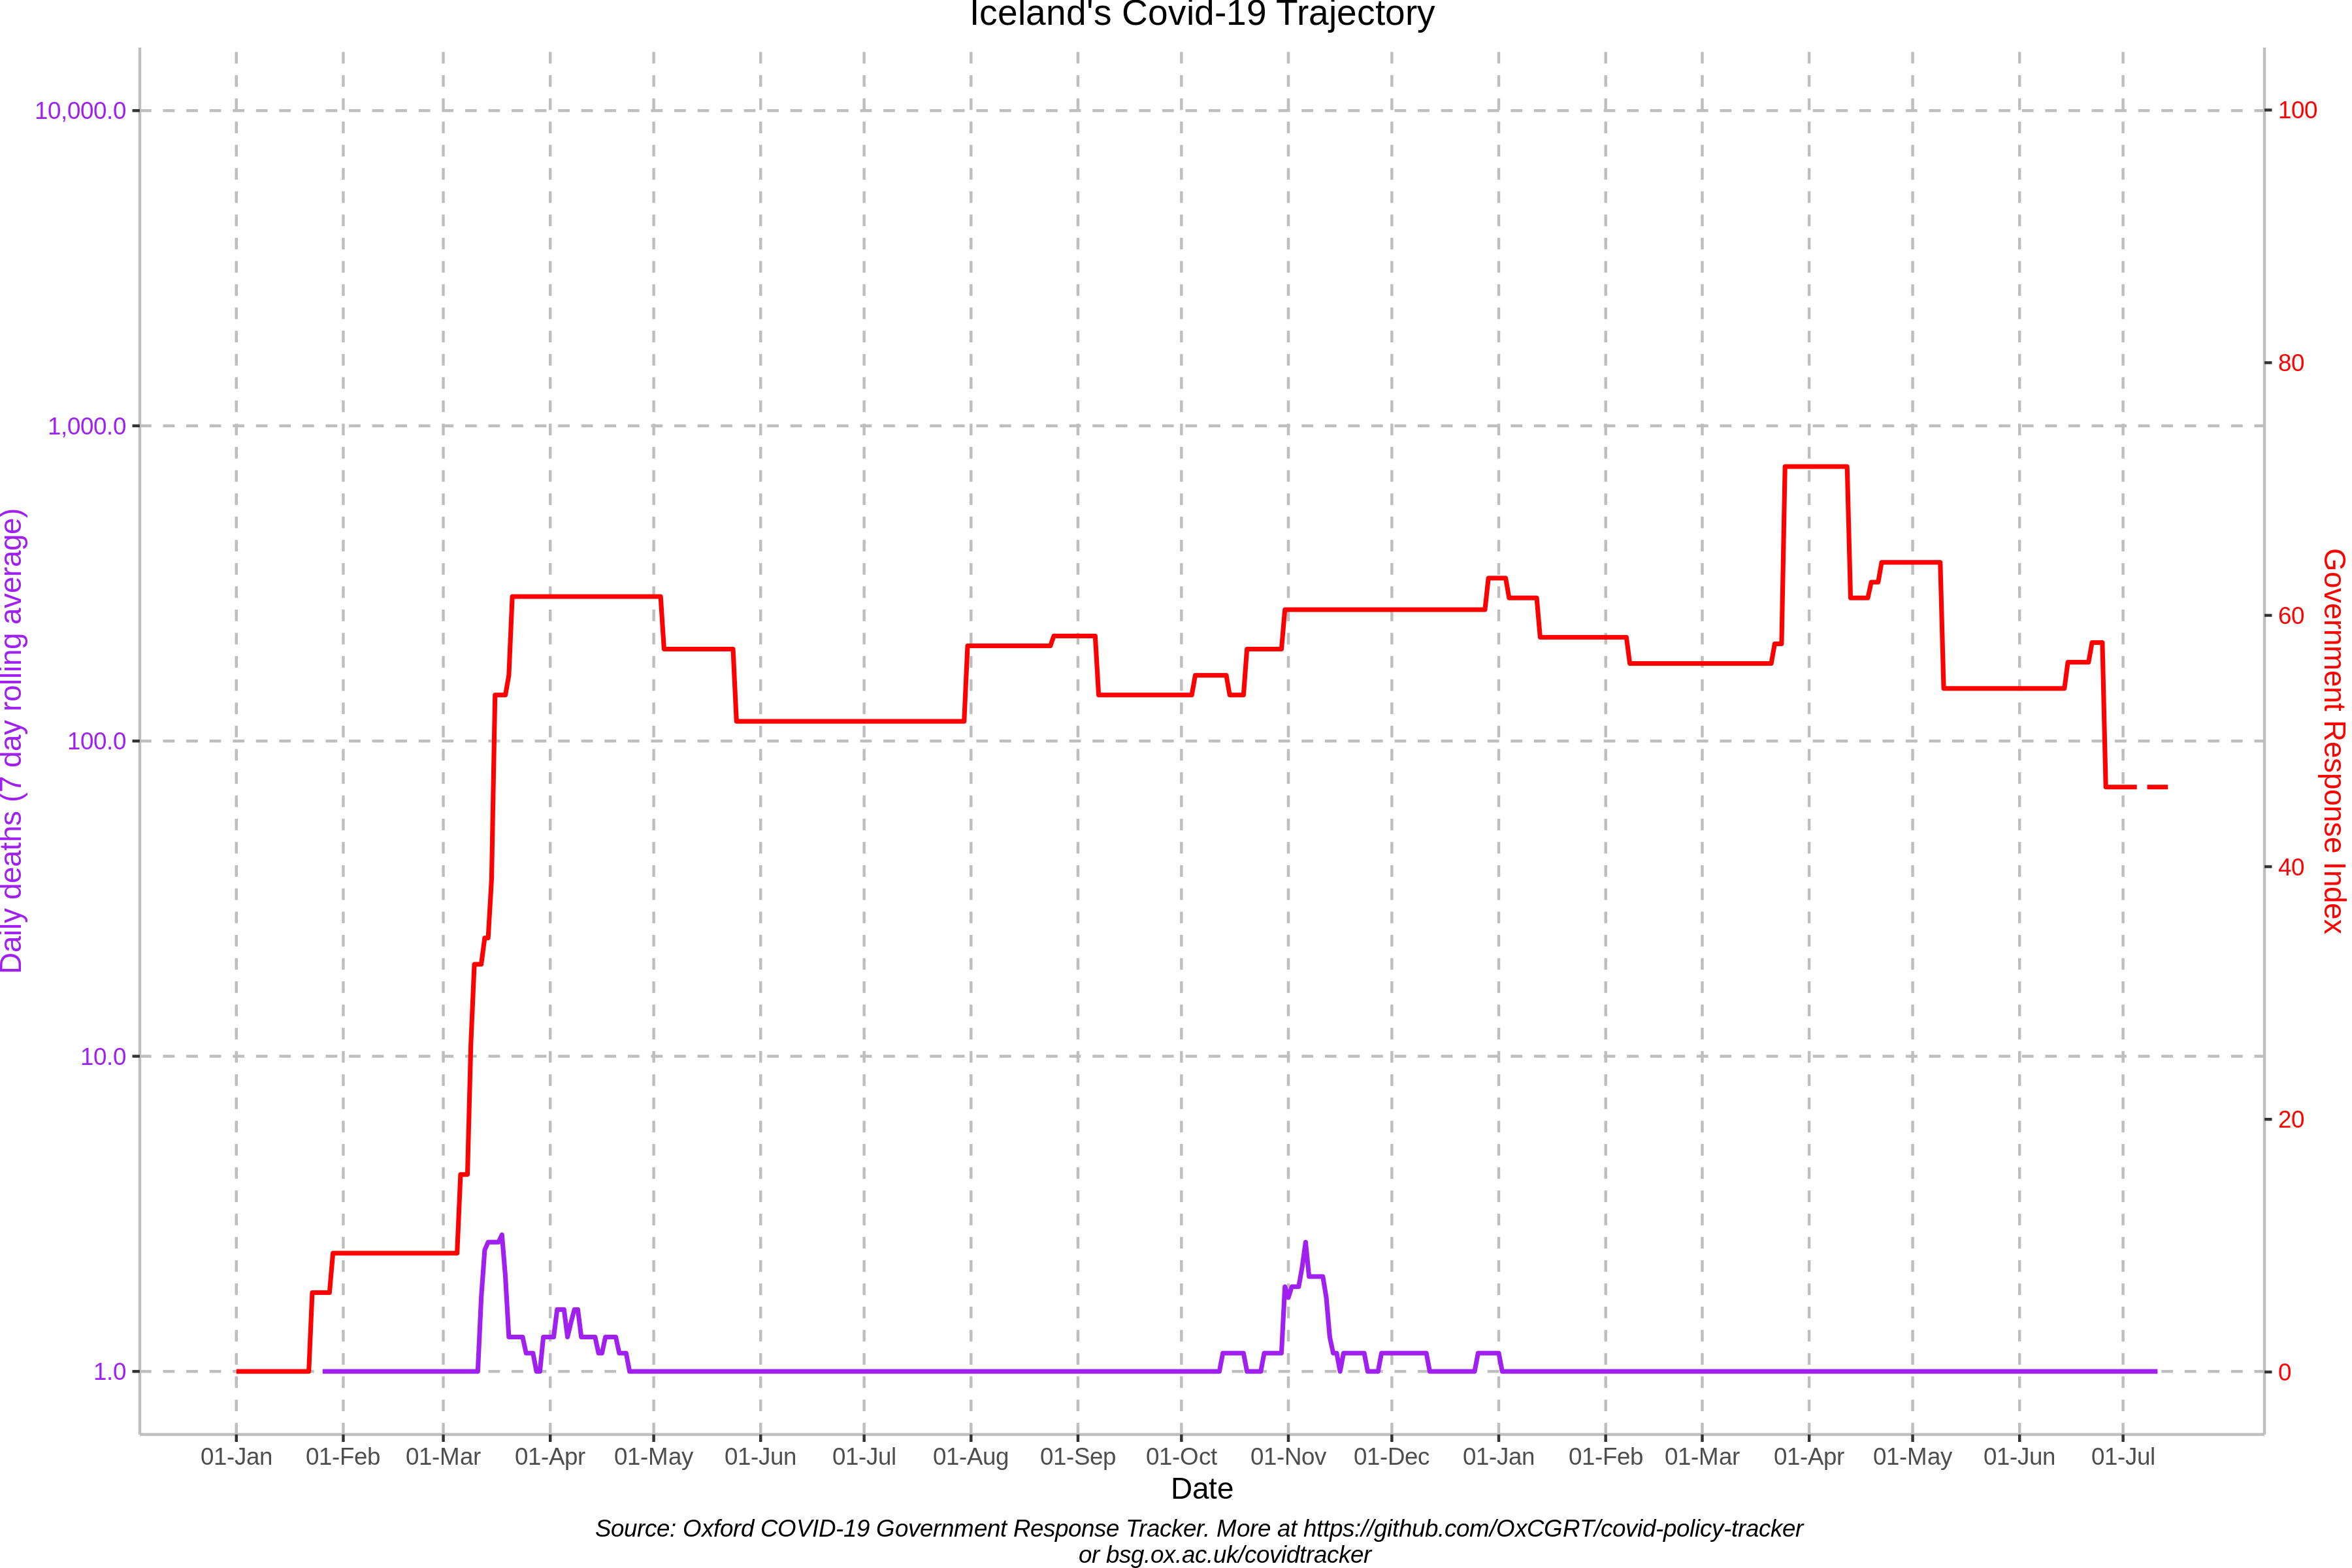 Iceland's Covid-19 Trajectory
10,000.0
1,000.0
100.0
10.0
1.0
Daily deaths (7 day rolling average)
100
80
60
40
20
0
Government Response Index
01-Jan 01-Feb 01-Mar 01-Apr 01-May 01-Jun 01-Jul 01-Aug 01-Sep 01-Oct 01-Nov 01-Dec 01-Jan 01-Feb 01-Mar 01-Apr 01-May 01-Jun 01-Jul
Date
Source: Oxford COVID-19 Government Response Tracker. More at https://github.com/OxCGRT/covid-policy-tracker
or bsg.ox.ac.uk/covidtracker